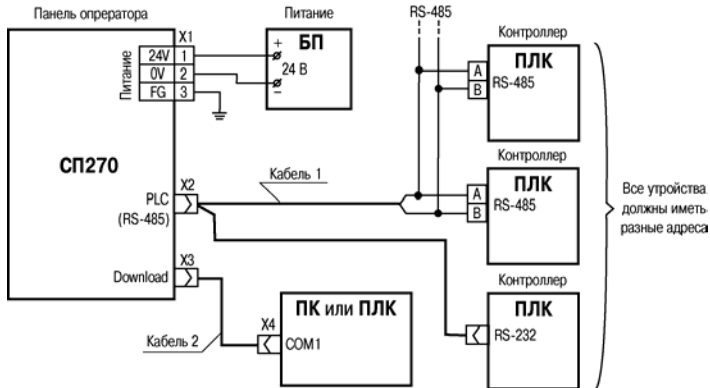 Панель опрератора
Питание
RS-485
Контроллер
X1
24V 1
0V 2
FG 3
Питание
+
БП
24 В
–
A
B
ПЛК
RS-485
СП270
Контроллер
X2
PLC
(RS-485)
Кабель 1
A
B
ПЛК
RS-485
Все утройства
должны иметь
разные адреса
X3
Download
Контроллер
Кабель 2
X4
ПК или ПЛК
COM1
ПЛК
RS-232